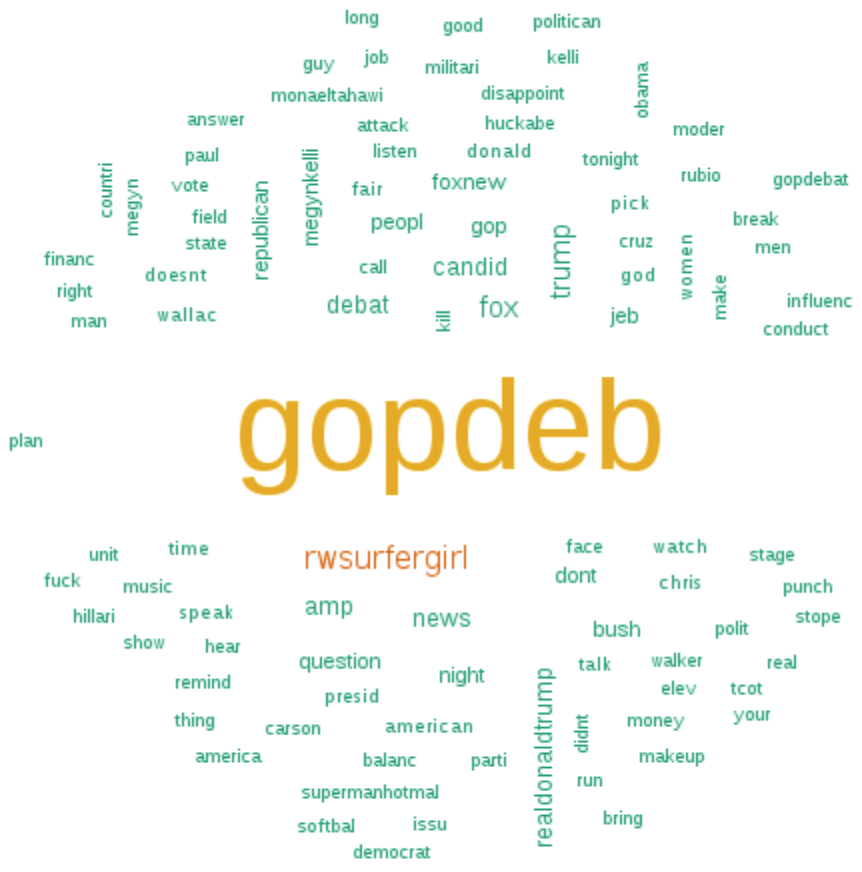 long
good
politican
guy
job
militari
kelli
monaeltahawi
disappoint
obama
answer
attack
huckabe
moder
paul
listen
donald
tonight
countri
megyn
vote
republican
megynkelli
fair
foxnew
rubio
gopdebat
field
peopl
gop
pick
break
state
trump
cruz
women
men
financ
doesnt
call
candid
god
make
right
man
wallac
debat
kill
fox
jeb
influenc
conduct
gopdeb
plan
unit
time
rwsurfergirl
face
watch
stage
fuck
music
dont
chris
punch
hillari
speak
amp
news
bush
polit
stope
show
hear
question
night
talk
walker
real
remind
presid
realdonaldtrump
elev
tcot
thing
carson
american
didnt
money
your
america
balanc
parti
makeup
supermanhotmal
run
softbal
issu
bring
democrat